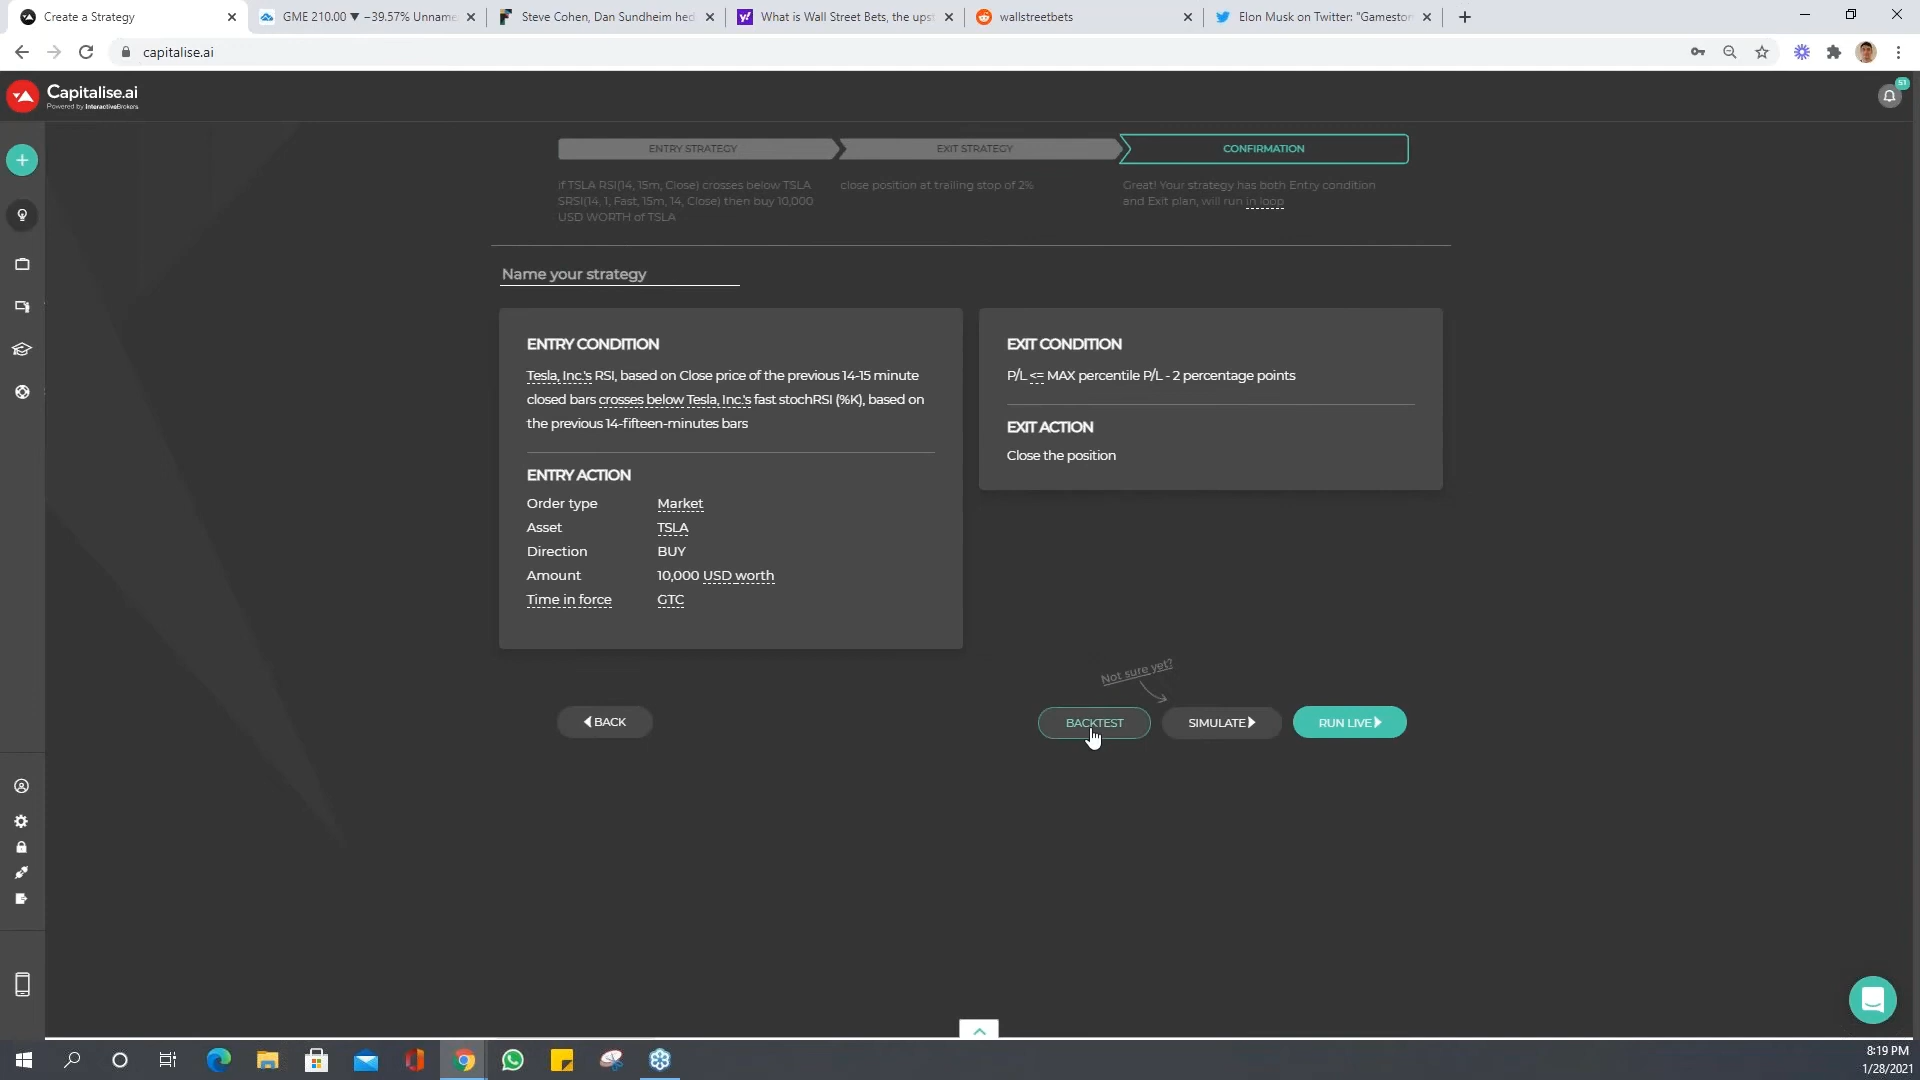 Create a Strategy
GME 210.00 ▼ −39.57% Unname
Steve Cohen, Dan Sundheim hed
What is Wall Street Bets, the upst
wallstreetbets
Elon Musk on Twitter: "Gameston
capitalise.ai
Capitalise.ai
Powered by InteractiveBrokers
51
ENTRY STRATEGY
EXIT STRATEGY
CONFIRMATION
if TSLA RSI(14, 15m, Close) crosses below TSLA
SRSI(14, 1, Fast, 15m, 14, Close) then buy 10,000
USD WORTH of TSLA
close position at trailing stop of 2%
Great! Your strategy has both Entry condition
and Exit plan, will run in loop
Name your strategy
ENTRY CONDITION
Tesla, Inc.'s RSI, based on Close price of the previous 14-15 minute
closed bars crosses below Tesla, Inc.'s fast stochRSI (%K), based on
the previous 14-fifteen-minutes bars
ENTRY ACTION
Order type Market
Asset TSLA
Direction BUY
Amount 10,000 USD worth
Time in force GTC
EXIT CONDITION
P/L <= MAX percentile P/L - 2 percentage points
EXIT ACTION
Close the position
Not sure yet?
BACK
BACKTEST
SIMULATE
RUN LIVE
8:19 PM
1/28/2021